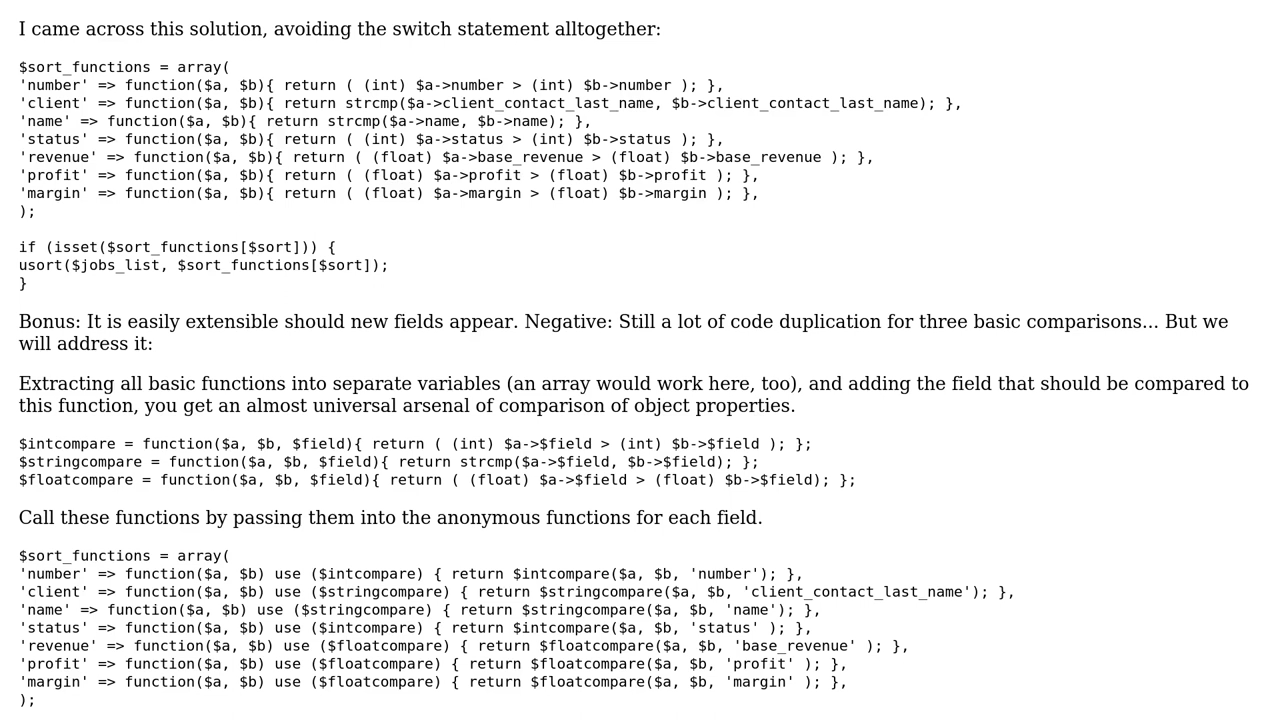 I came across this solution, avoiding the switch statement alltogether:
$sort_functions = array(
'number' => function($a, $b){ return ( (int) $a->number > (int) $b->number ); },
'client' => function($a, $b){ return strcmp($a->client_contact_last_name, $b->client_contact_last_name); },
'name' => function($a, $b){ return strcmp($a->name, $b->name); },
'status' => function($a, $b){ return ( (int) $a->status > (int) $b->status ); },
'revenue' => function($a, $b){ return ( (float) $a->base_revenue > (float) $b->base_revenue ); },
'profit' => function($a, $b){ return ( (float) $a->profit > (float) $b->profit ); },
'margin' => function($a, $b){ return ( (float) $a->margin > (float) $b->margin ); },
);
if (isset($sort_functions[$sort])) {
usort($jobs_list, $sort_functions[$sort]);
}
Bonus: It is easily extensible should new fields appear. Negative: Still a lot of code duplication for three basic comparisons... But we
will address it:
Extracting all basic functions into separate variables (an array would work here, too), and adding the field that should be compared to
this function, you get an almost universal arsenal of comparison of object properties.
$intcompare = function($a, $b, $field){ return ( (int) $a->$field > (int) $b->$field ); };
$stringcompare = function($a, $b, $field){ return strcmp($a->$field, $b->$field); };
$floatcompare = function($a, $b, $field){ return ( (float) $a->$field > (float) $b->$field); };
Call these functions by passing them into the anonymous functions for each field.
$sort_functions = array(
'number' => function($a, $b) use ($intcompare) { return $intcompare($a, $b, 'number'); },
'client' => function($a, $b) use ($stringcompare) { return $stringcompare($a, $b, 'client_contact_last_name'); },
'name' => function($a, $b) use ($stringcompare) { return $stringcompare($a, $b, 'name'); },
'status' => function($a, $b) use ($intcompare) { return $intcompare($a, $b, 'status' ); },
'revenue' => function($a, $b) use ($floatcompare) { return $floatcompare($a, $b, 'base_revenue' ); },
'profit' => function($a, $b) use ($floatcompare) { return $floatcompare($a, $b, 'profit' ); },
'margin' => function($a, $b) use ($floatcompare) { return $floatcompare($a, $b, 'margin' ); },
);